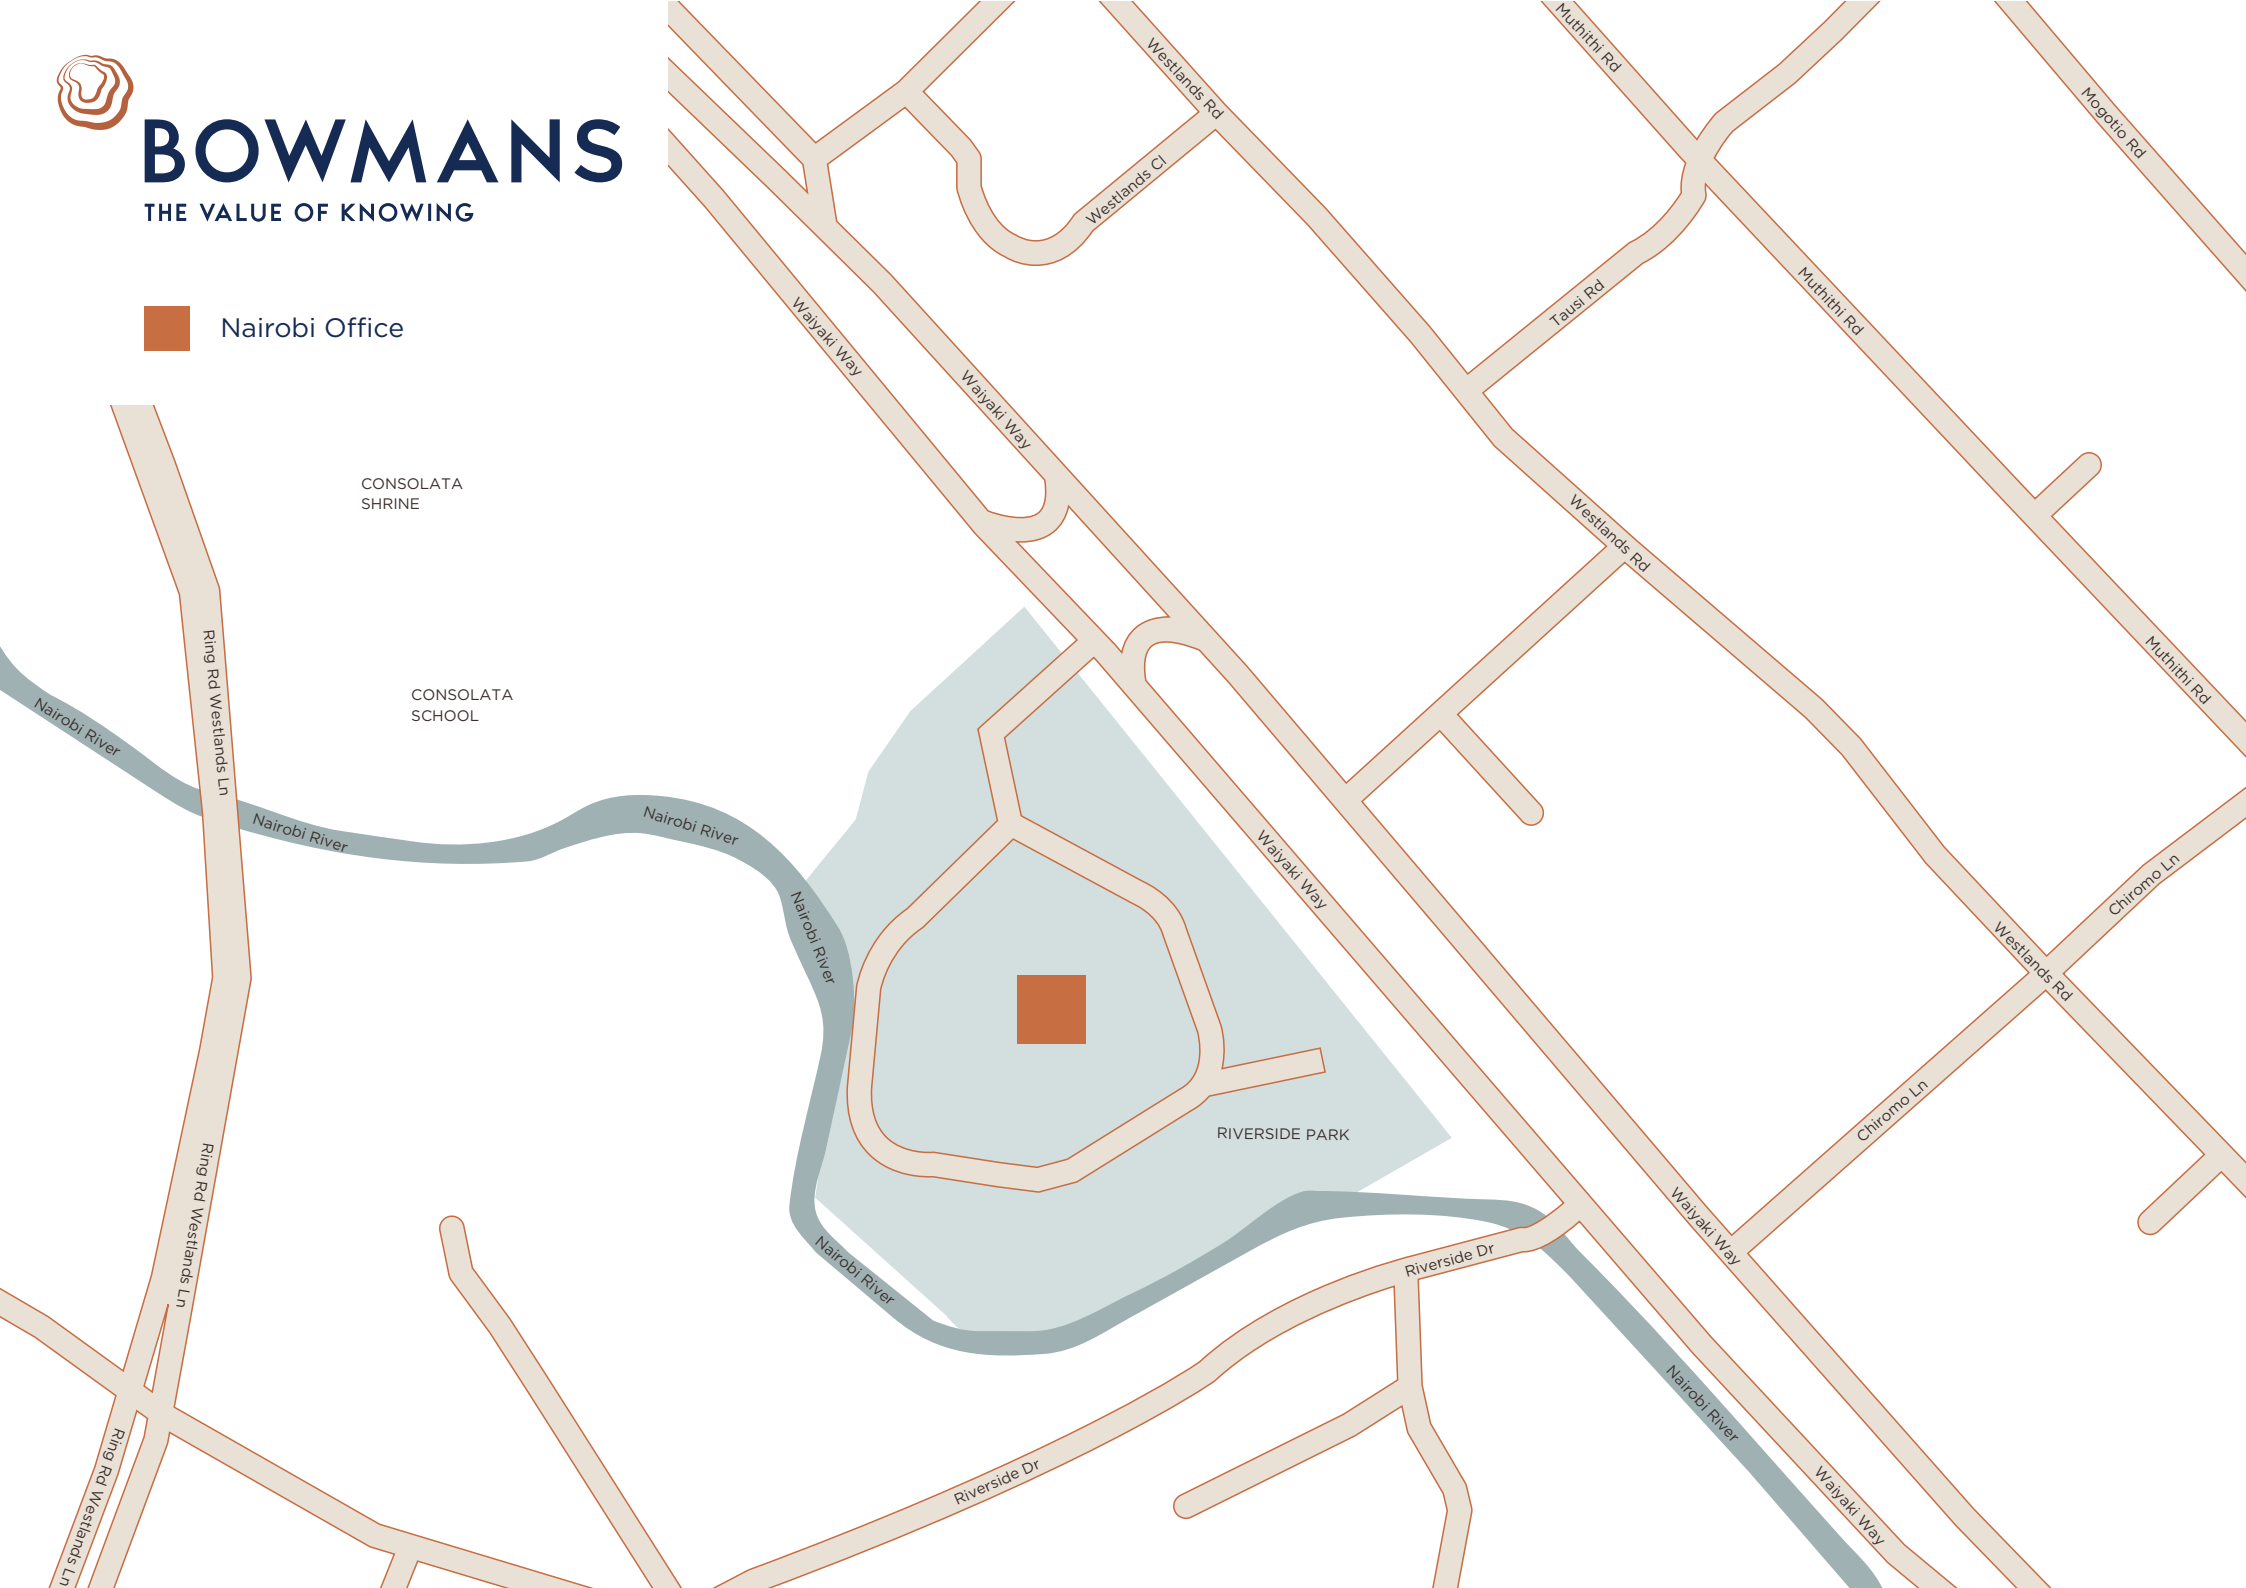 BOWMANS
THE VALUE OF KNOWING
Nairobi Office
Westlands Rd
Muthithi Rd
Mogotio Rd
Westlands Cl
Waiyaki Way
Waiyaki Way
Tausi Rd
Muthithi Rd
CONSOLATA
SHRINE
Westlands Rd
Muthithi Rd
Ring Rd Westlands Ln
CONSOLATA
SCHOOL
Nairobi River
Nairobi River
Nairobi River
Nairobi River
Waiyaki Way
Chiromo Ln
Westlands Rd
Chiromo Ln
RIVERSIDE PARK
Ring Rd Westlands Ln
Nairobi River
Riverside Dr
Waiyaki Way
Nairobi River
Ring Rd Westlands Ln
Riverside Dr
Waiyaki Way